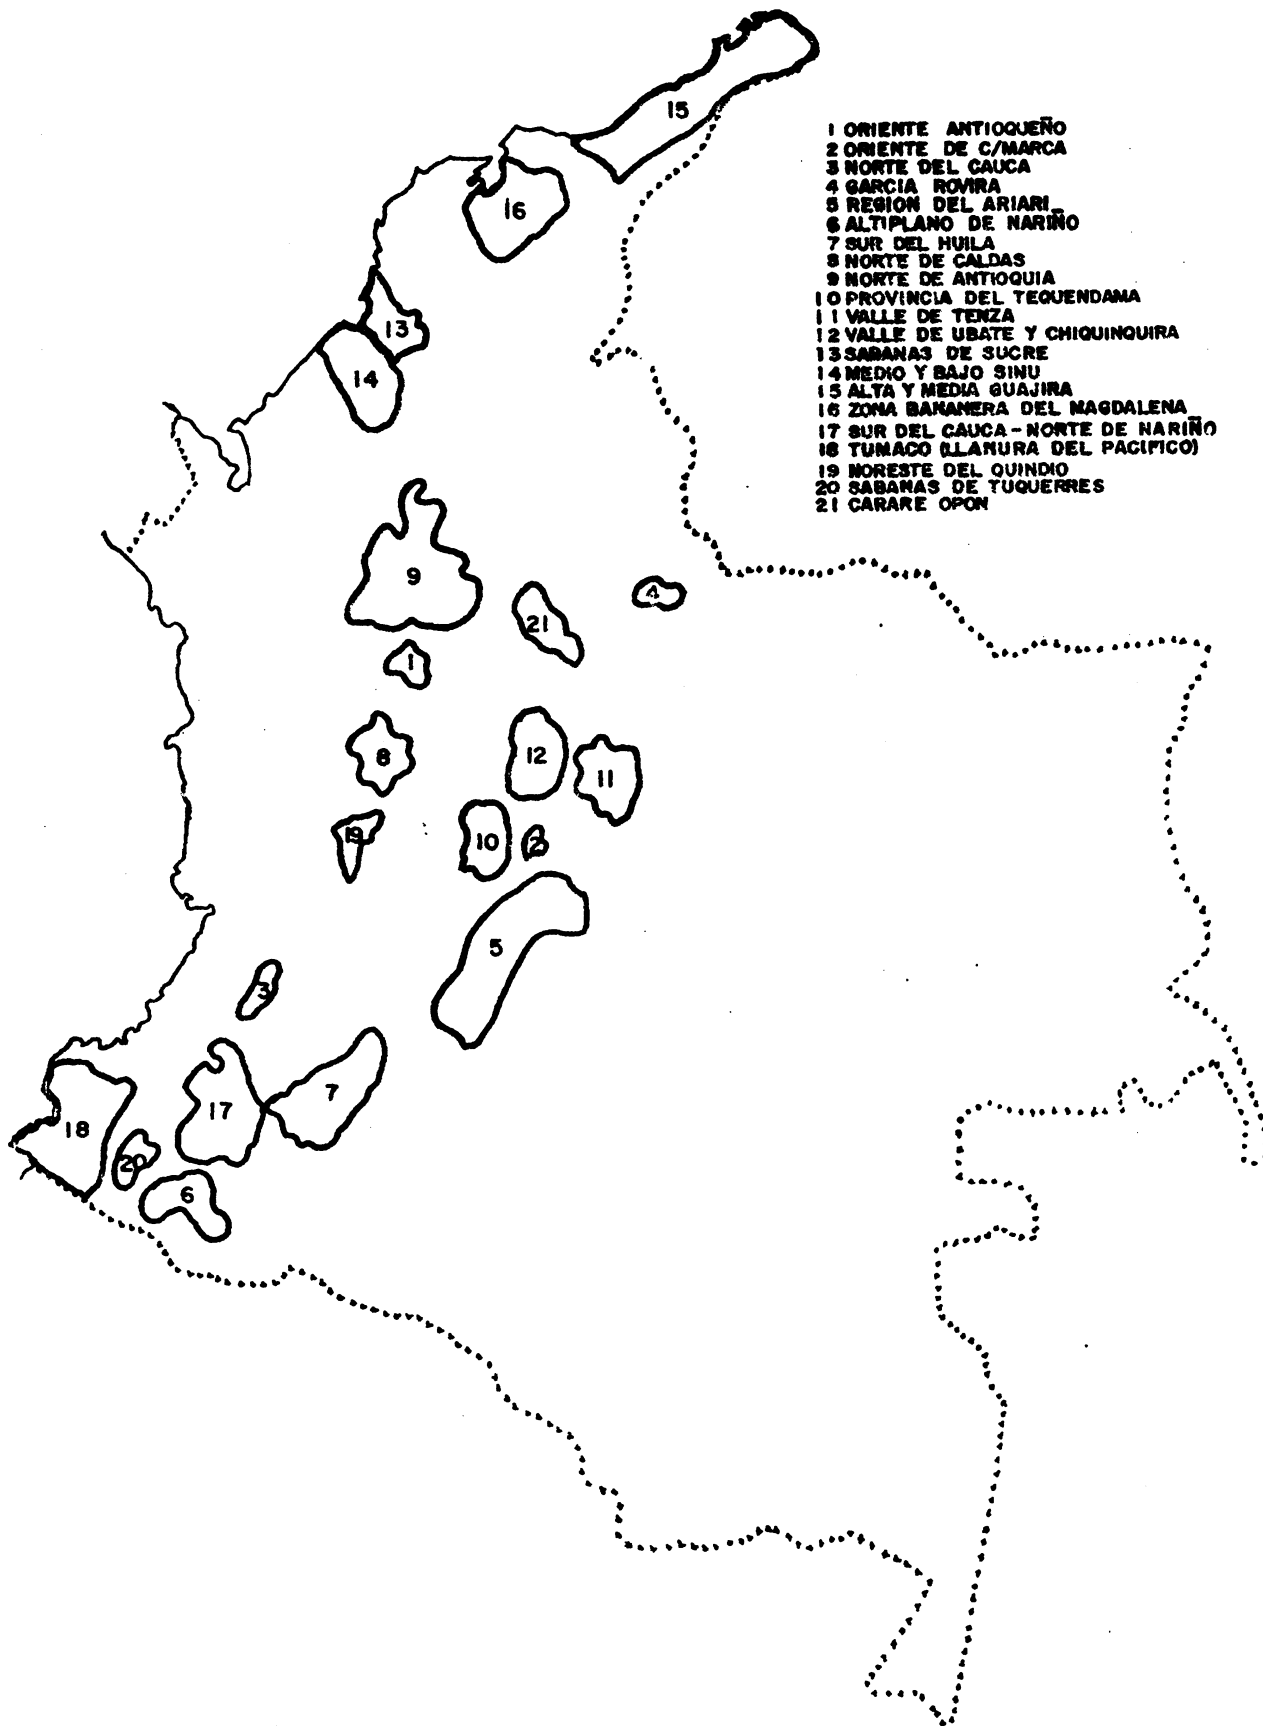 1 ORIENTE ANTIOQUEÑO
2 ORIENTE DE C/MARCA
3 NORTE DEL CAUCA
4 GARCIA ROVIRA
5 REGION DEL ARIARI
6 ALTIPLANO DE NARIÑO
7 SUR DEL HUILA
8 NORTE DE CALDAS
9 NORTE DE ANTIOQUIA
10 PROVINCIA DEL TEQUENDAMA
11 VALLE DE TENZA
12 VALLE DE UBATE Y CHIQUINQUIRA
13 SABANAS DE SUCRE
14 MEDIO Y BAJO SINU
15 ALTA Y MEDIA GUAJIRA
16 ZONA BANANERA DEL MAGDALENA
17 SUR DEL CAUCA-NORTE DE NARIÑO
18 TUMACO (LLANURA DEL PACIFICO)
19 NORESTE DEL QUINDIO
20 SABANAS DE TUQUERRES
21 CARARE OPON
15
16
13
14
9
4
21
1
8
12
11
19
10
2
5
3
7
17
18
20
6